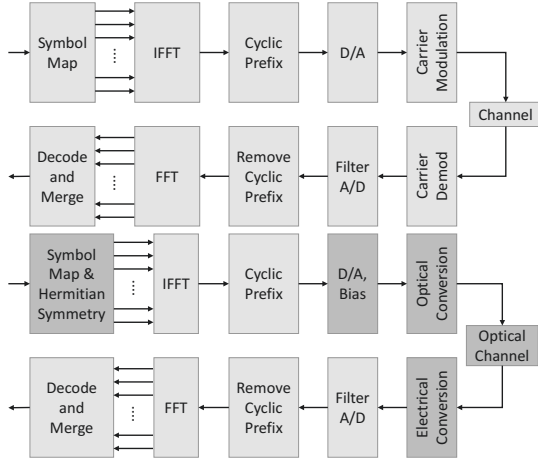 Symbol
Map
IFFT
Cyclic
Prefix
D/A
Carrier
Modulation
Channel
Decode
and
Merge
FFT
Remove
Cyclic
Prefix
Filter
A/D
Carrier
Demod
Symbol
Map &
Hermitian
Symmetry
IFFT
Cyclic
Prefix
D/A,
Bias
Optical
Conversion
Optical
Channel
Decode
and
Merge
FFT
Remove
Cyclic
Prefix
Filter
A/D
Electrical
Conversion